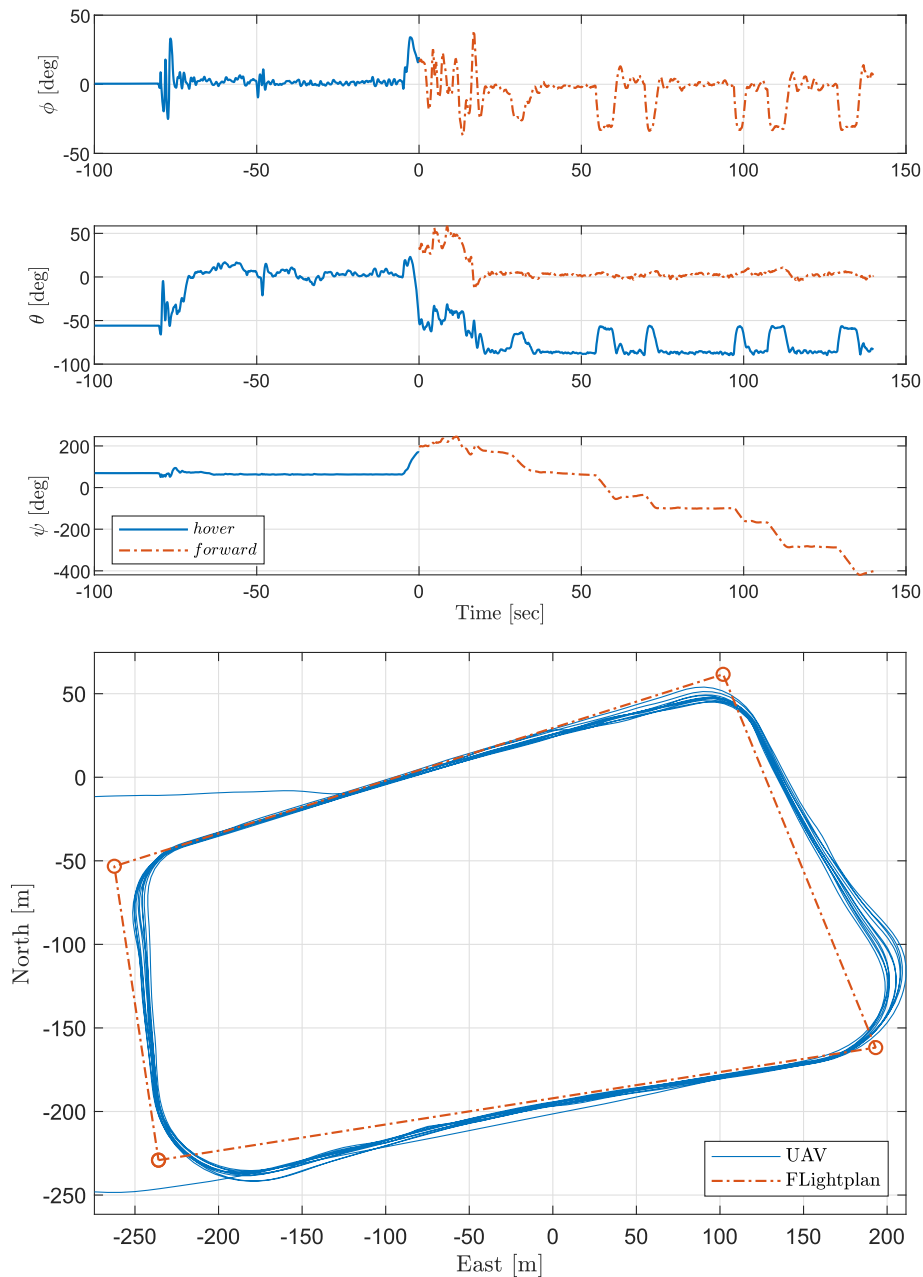 50
0
-50
ϕ [deg]
-100 -50 0 50 100 150
50
0
-50
-100
θ [deg]
-100 -50 0 50 100 150
200
0
-200
-400
ψ [deg]
hover
forward
-100 -50 0 50 100 150
Time [sec]
50
0
-50
-100
-150
-200
-250
North [m]
UAV
FLightplan
-250 -200 -150 -100 -50 0 50 100 150 200
East [m]